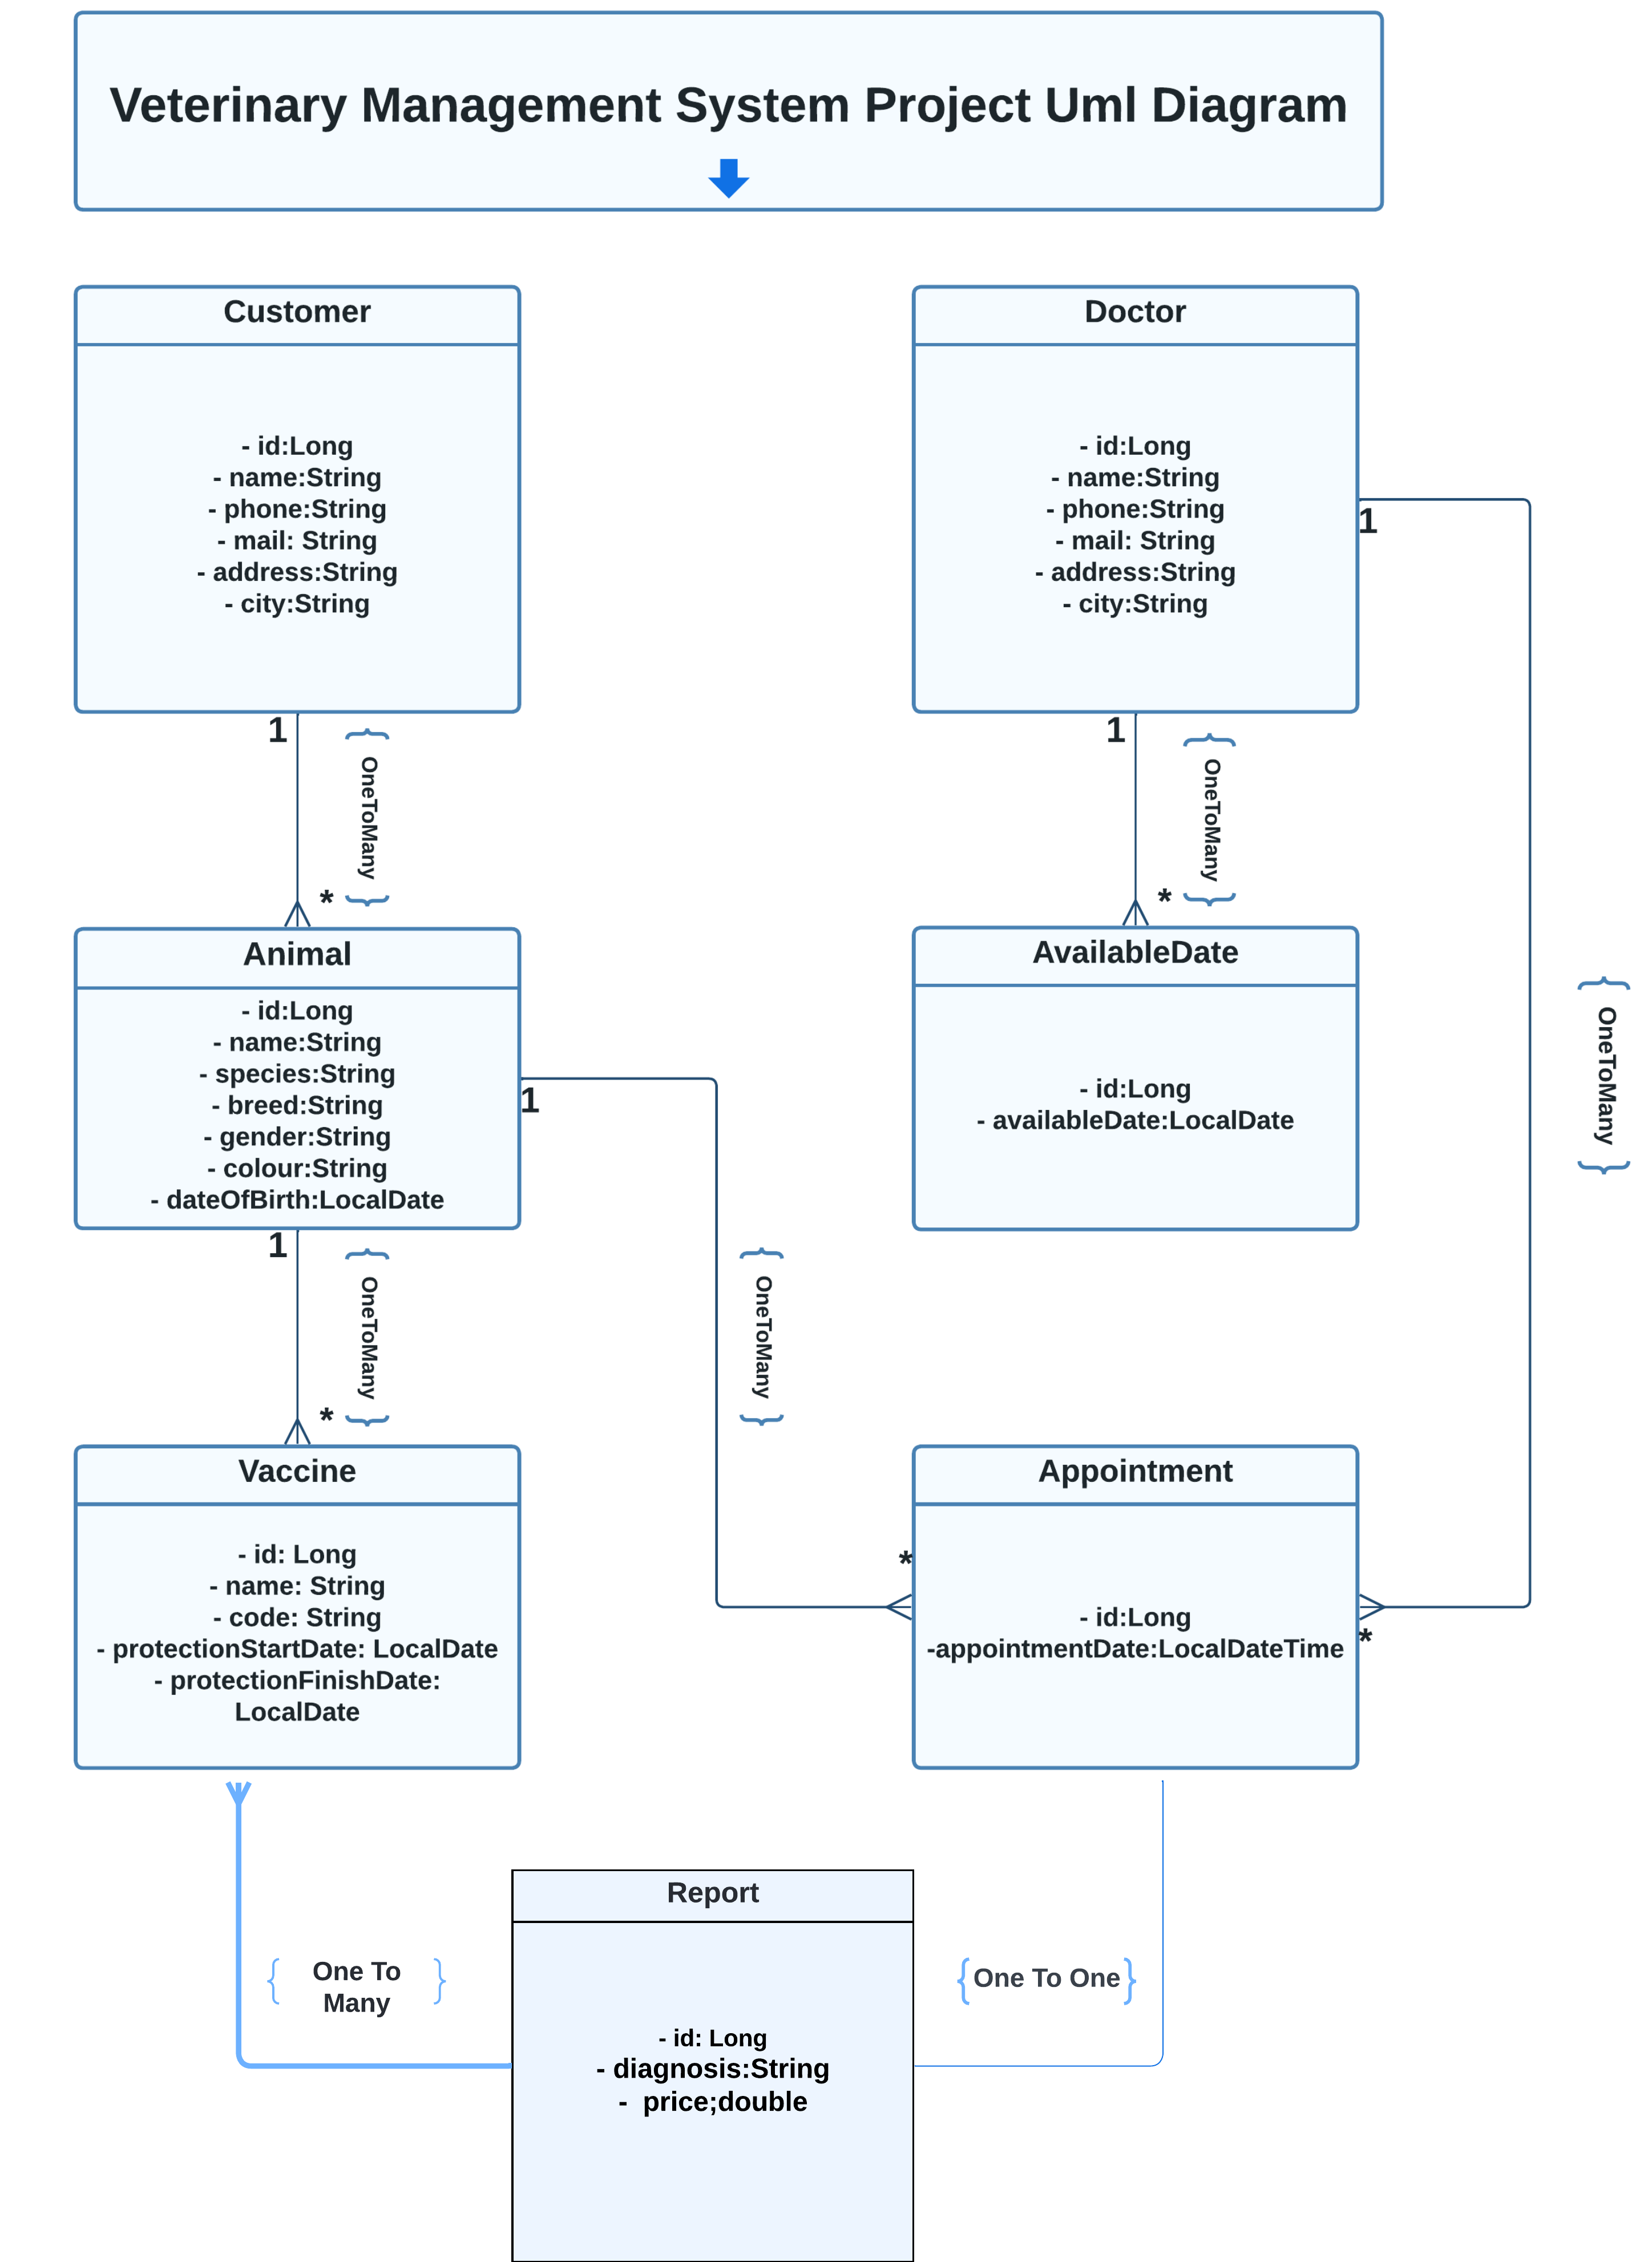 Veterinary Management System Project Uml Diagram
Customer
- id:Long
- name:String
- phone:String
- mail: String
- address:String
- city:String
Doctor
- id:Long
- name:String
- phone:String
- mail: String
- address:String
- city:String
1
1
OneToMany
*
1
OneToMany
*
OneToMany
Animal
- id:Long
- name:String
- species:String
- breed:String
- gender:String
- colour:String
- dateOfBirth:LocalDate
1
AvailableDate
- id:Long
- availableDate:LocalDate
1
OneToMany
*
OneToMany
Vaccine
- id: Long
- name: String
- code: String
- protectionStartDate: LocalDate
- protectionFinishDate:
LocalDate
*
Appointment
- id:Long
-appointmentDate:LocalDateTime
*
One To
Many
Report
- id: Long
- diagnosis:String
-  price;double
One To One